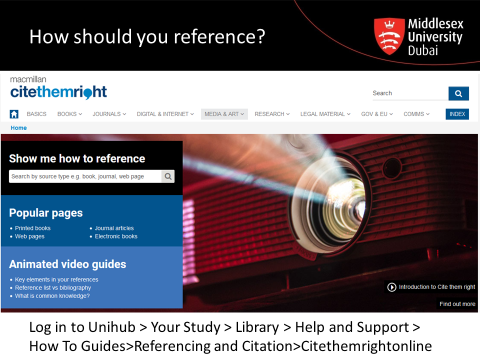 How should you reference?
Middlesex
University
Dubai
macmillan
citethemright
Search
BASICS BOOKS JOURNALS DIGITAL & INTERNET MEDIA & ART RESEARCH LEGAL MATERIAL GOV & EU COMMS INDEX
Home
Show me how to reference
Search by source type e.g. book, journal, web page
Popular pages
• Printed books • Journal articles
• Web pages • Electronic books
Animated video guides
• Key elements in your references
• Reference list vs bibliography
• What is common knowledge?
Introduction to Cite them right
Find out more
Log in to Unihub > Your Study > Library > Help and Support >
How To Guides>Referencing and Citation>Citethemrightonline